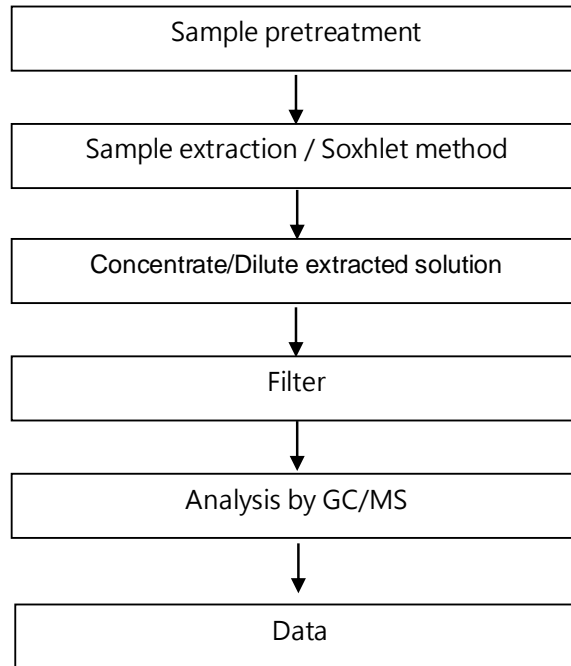 Sample pretreatment
Sample extraction / Soxhlet method
Concentrate/Dilute extracted solution
Filter
Analysis by GC/MS
Data